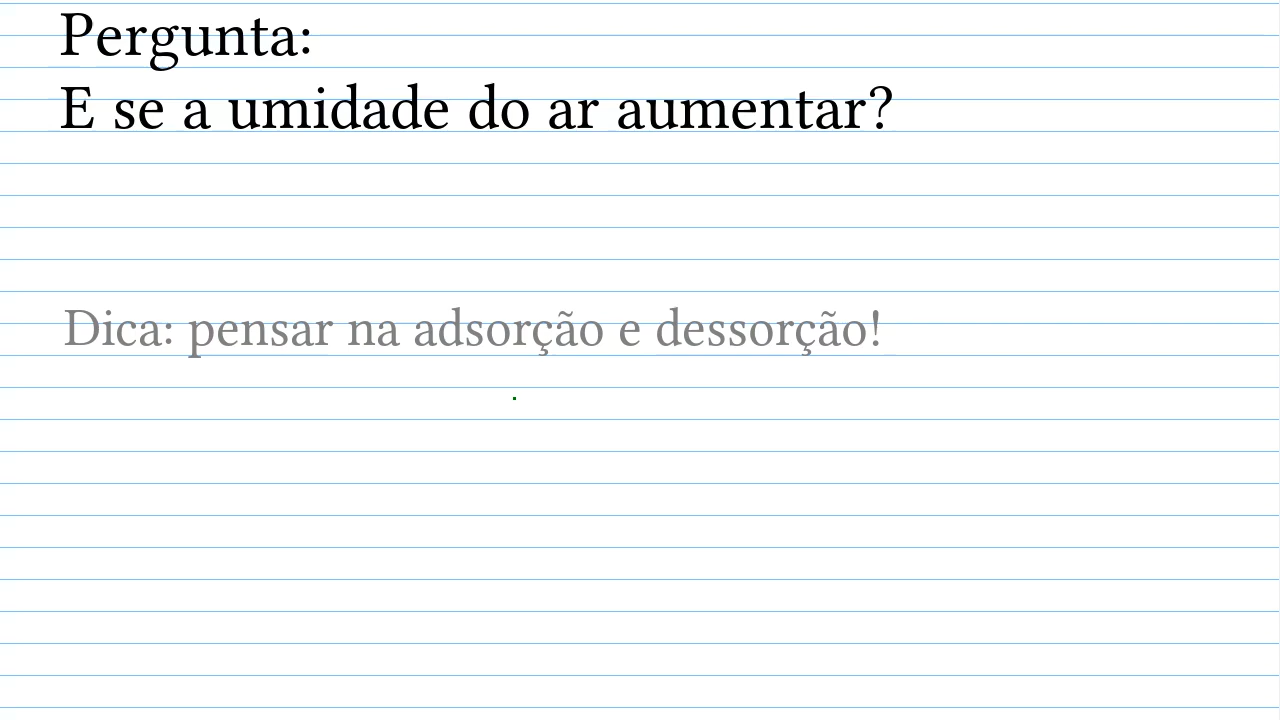 Pergunta:
E se a umidade do ar aumentar?
Dica: pensar na adsorção e dessorção!